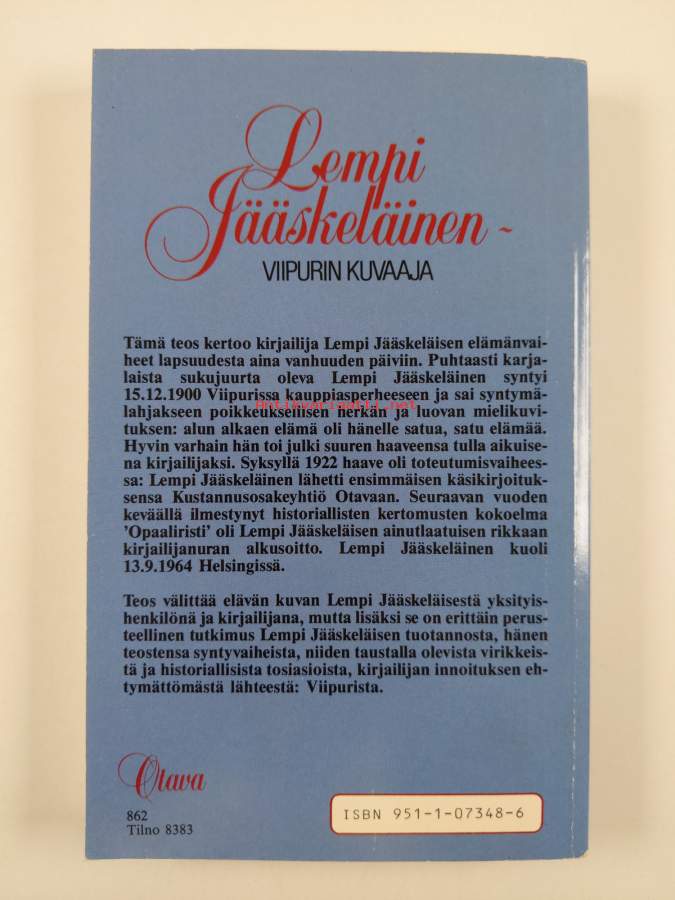 Lempi
Jääskeläinen ~
VIIPURIN KUVAAJA
Tämä teos kertoo kirjailija Lempi Jääskeläisen elämänvai-
heet lapsuudesta aina vanhuuden päiviin. Puhtaasti karja-
laista sukujuurta oleva Lempi Jääskeläinen syntyi
15.12.1900 Viipurissa kauppiasperheeseen ja sai syntymä-
lahjakseen poikkeuksellisen herkän ja luovan mielikuvi-
tuksen: alun alkaen elämä oli hänelle satua, satu elämää.
Hyvin varhain hän toi julki suuren haaveensa tulla aikuise-
na kirjailijaksi. Syksyllä 1922 haave oli toteutumisvaihees-
sa: Lempi Jääskeläinen lähetti ensimmäisen käsikirjoituk-
sensa Kustannusosakeyhtiö Otavaan. Seuraavan vuoden
keväällä ilmestynyt historiallisten kertomusten kokoelma
'Opaaliristi' oli Lempi Jääskeläisen ainutlaatuisen rikkaan
kirjailijanuran alkusoitto. Lempi Jääskeläinen kuoli
13.9.1964 Helsingissä.
Teos välittää elävän kuvan Lempi Jääskeläisestä yksityis-
henkilönä ja kirjailijana, mutta lisäksi se on erittäin perus-
teellinen tutkimus Lempi Jääskeläisen tuotannosta, hänen
teostensa syntyvaiheista, niiden taustalla olevista virikkeis-
tä ja historiallisista tosiasioista, kirjailijan innoituksen eh-
tymättömästä lähteestä: Viipurista.
Otava
862
Tilno 8383
ISBN 951-1-07348-6